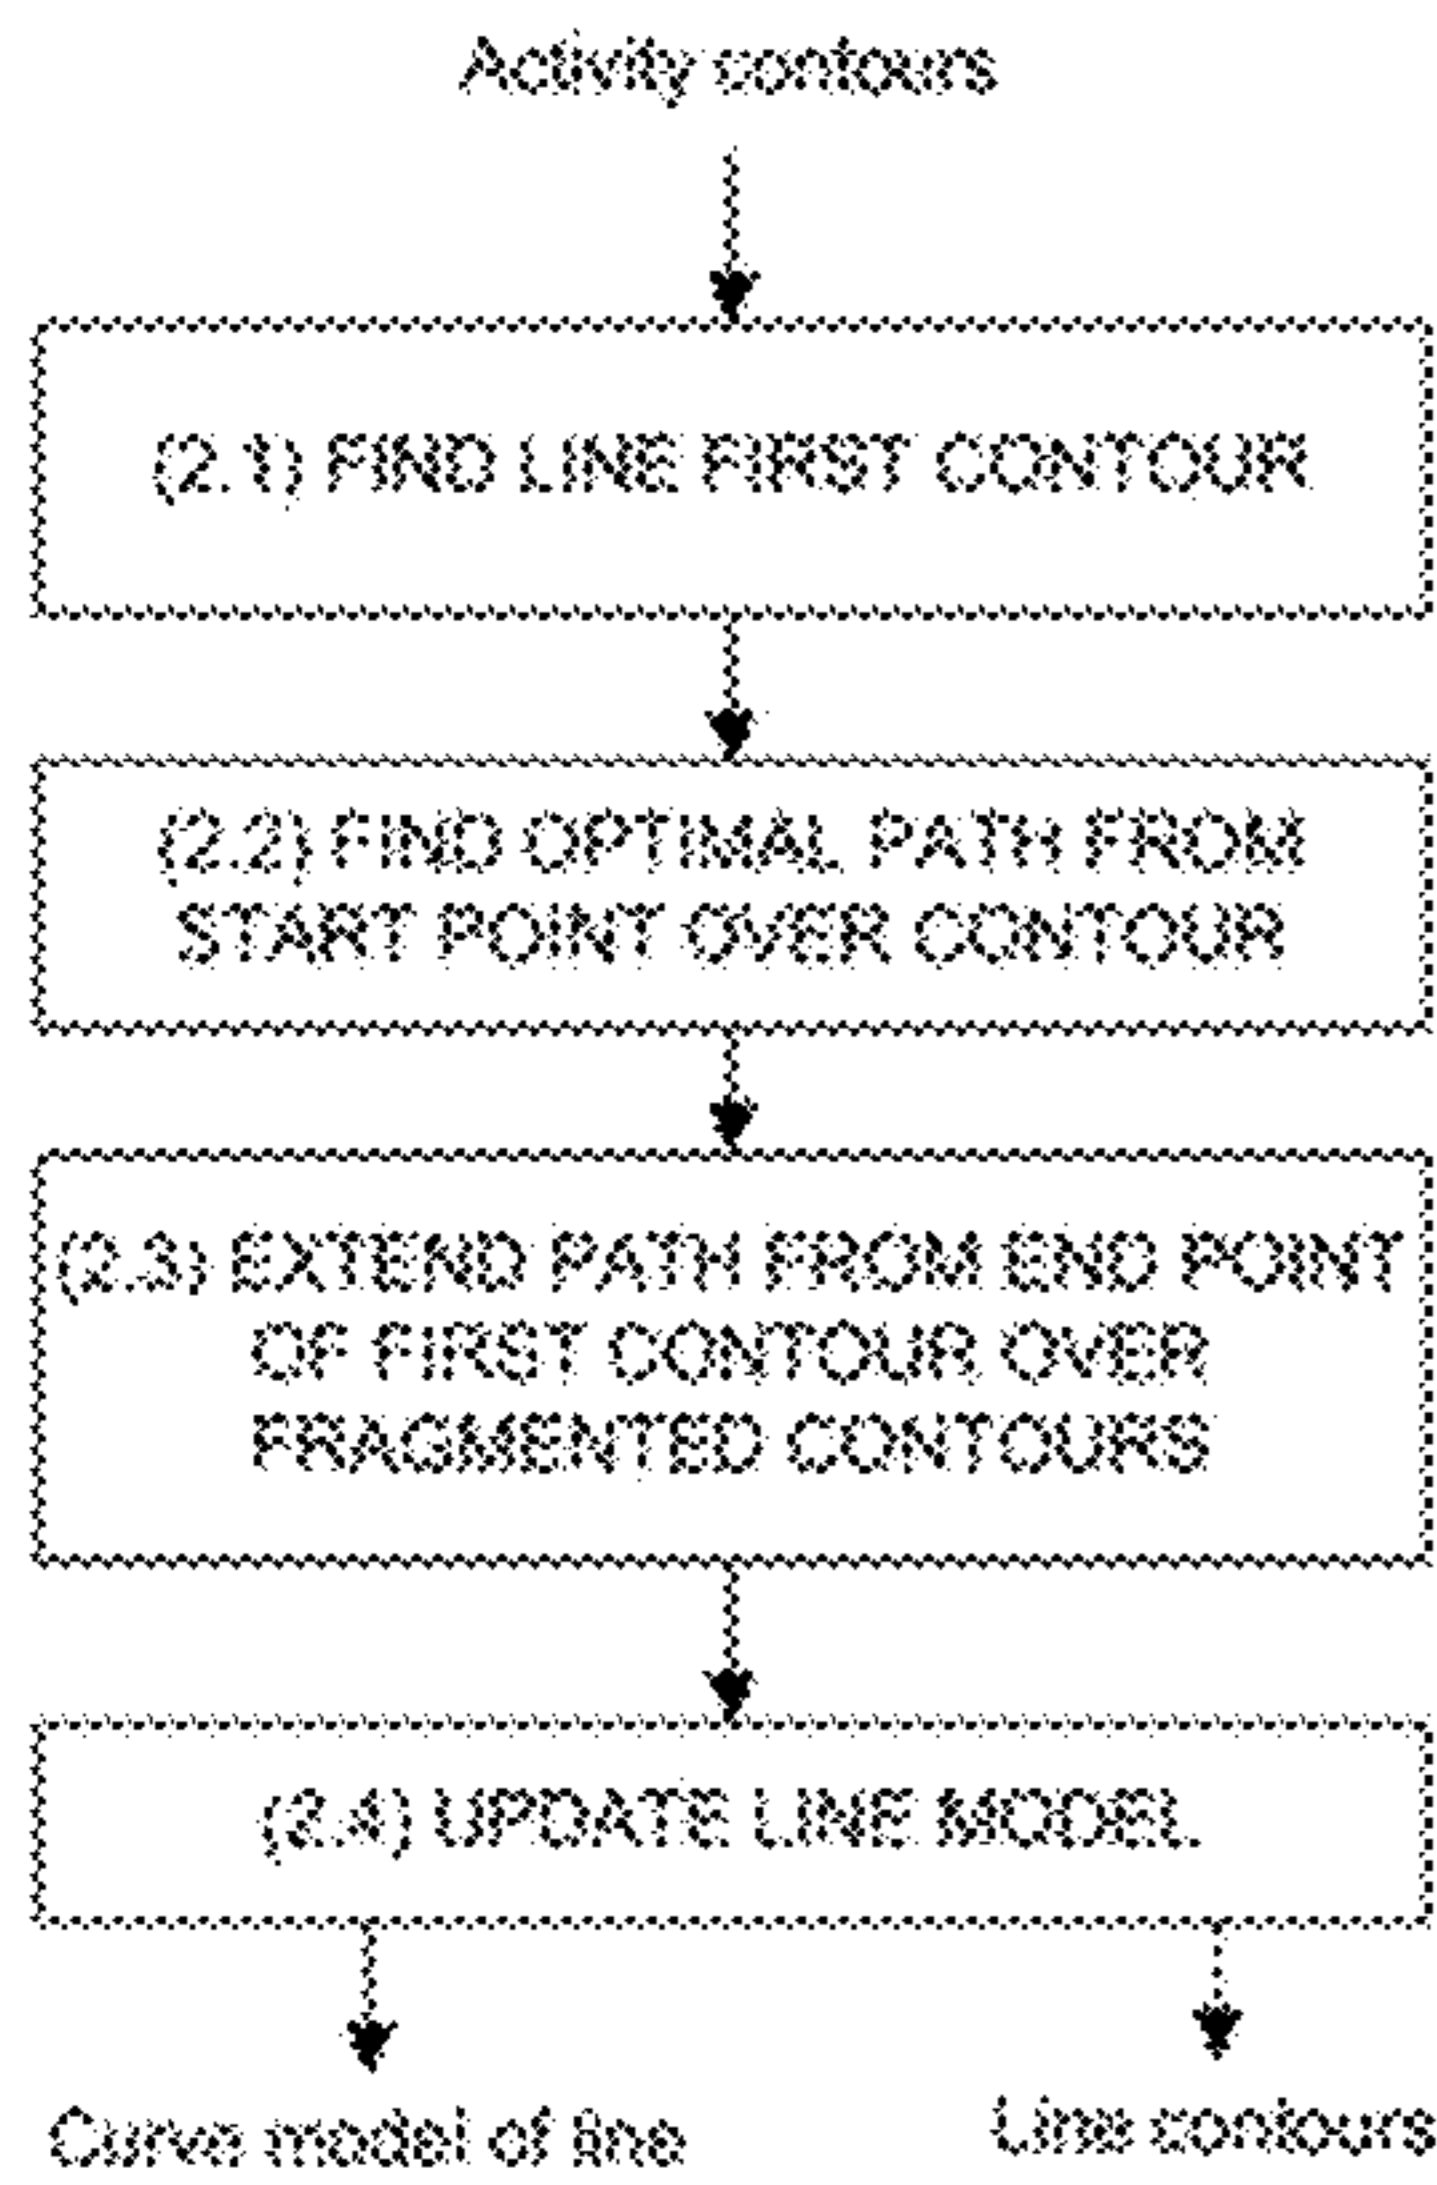 Activity contours
(2.1) FIND LINE FIRST CONTOUR
(2.2) FIND OPTIMAL PATH FROM
START POINT OVER CONTOUR
(2.3) EXTEND PATH FROM END POINT
OF FIRST CONTOUR OVER
FRAGMENTED CONTOURS
(2.4) UPDATE LINE MODEL
Curve model of line
Line contours